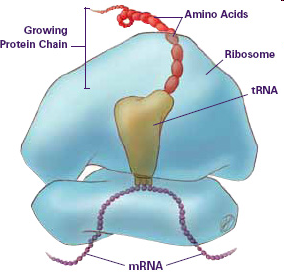 Amino Acids
Growing
Protein Chain
Ribosome
tRNA
mRNA